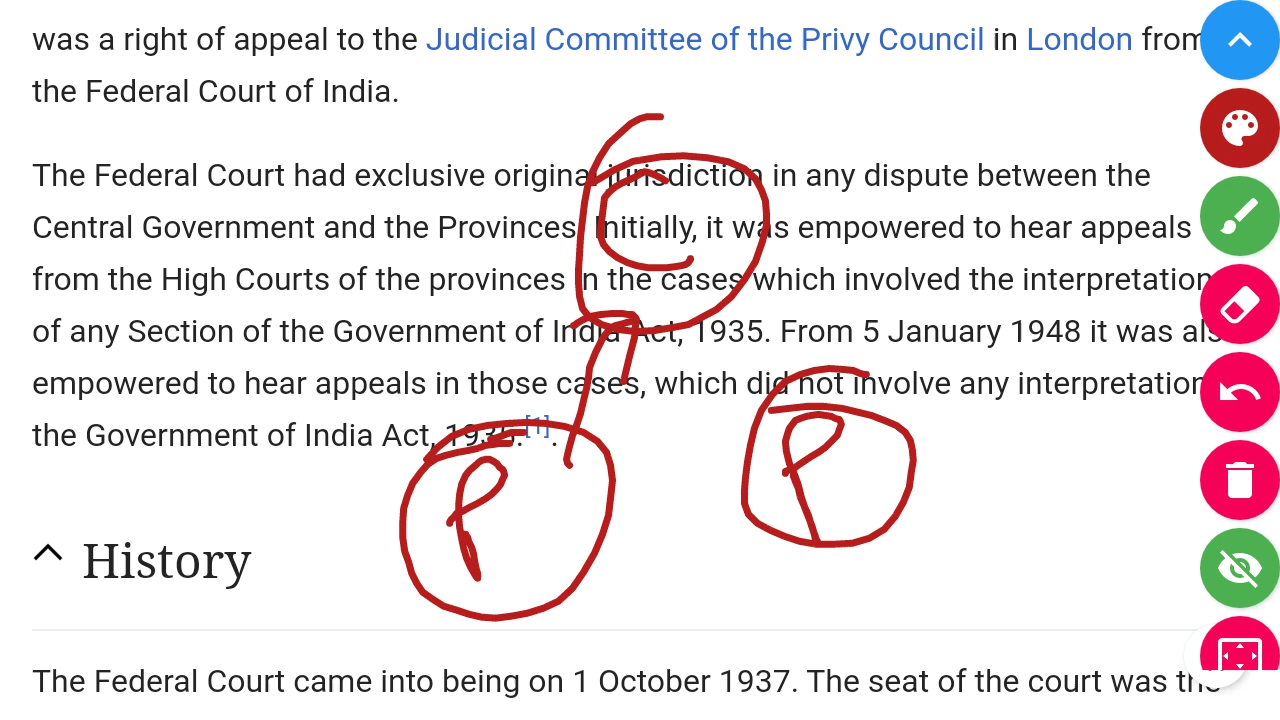 was a right of appeal to the Judicial Committee of the Privy Council in London from
the Federal Court of India.
The Federal Court had exclusive original jurisdiction in any dispute between the
Central Government and the Provinces. Initially, it was empowered to hear appeals
from the High Courts of the provinces in the cases which involved the interpretation
of any Section of the Government of India Act, 1935. From 5 January 1948 it was als
empowered to hear appeals in those cases, which did not involve any interpretation
the Government of India Act, 1935.[1].
C
P
P
History
The Federal Court came into being on 1 October 1937. The seat of the court was the